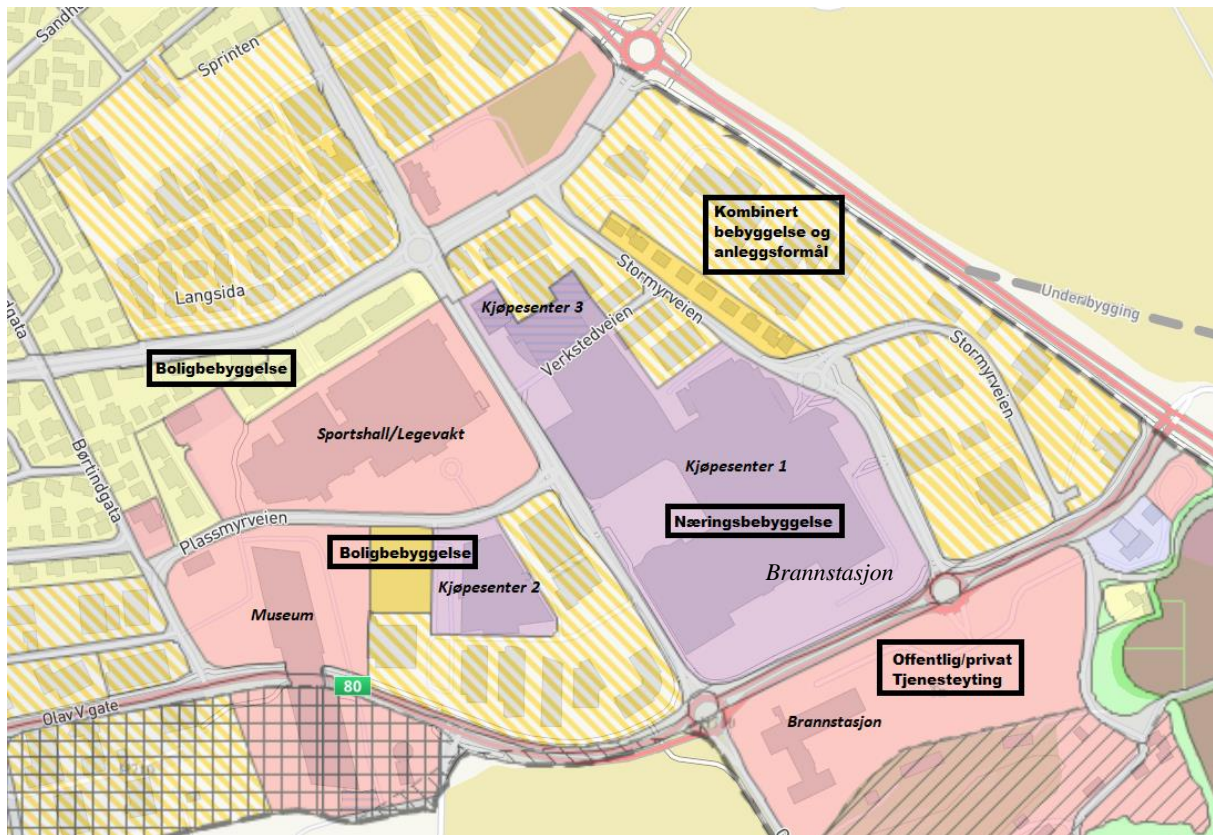 Sprinten
Kombinert
bebyggelse og
anleggsformål
Stormyrveien
Underbygging
Langsida
Kjøpesenter 3
Verkstedveien
Stormyrveien
Boligbebyggelse
Sportshall/Legevakt
Kjøpesenter 1
Børtindgata
Næringsbebyggelse
Plassmyrveien
Boligbebyggelse
Kjøpesenter 2
Brannstasjon
Museum
Offentlig/privat
Tjenesteyting
80
Olav V gate
Brannstasjon